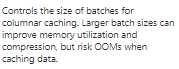 Controls the size of batches for
columnar caching. Larger batch sizes can
improve memory utilization and
compression, but risk OOMs when
caching data.